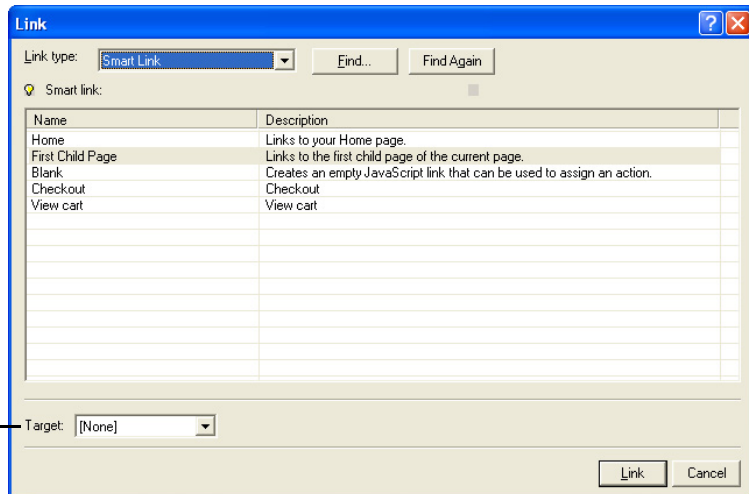 Link
Link type: Smart Link Find... Find Again
Smart link:
Name Description
Home Links to your Home page.
First Child Page Links to the first child page of the current page.
Blank Creates an empty JavaScript link that can be used to assign an action.
Checkout Checkout
View cart View cart
Target: [None]
Link Cancel